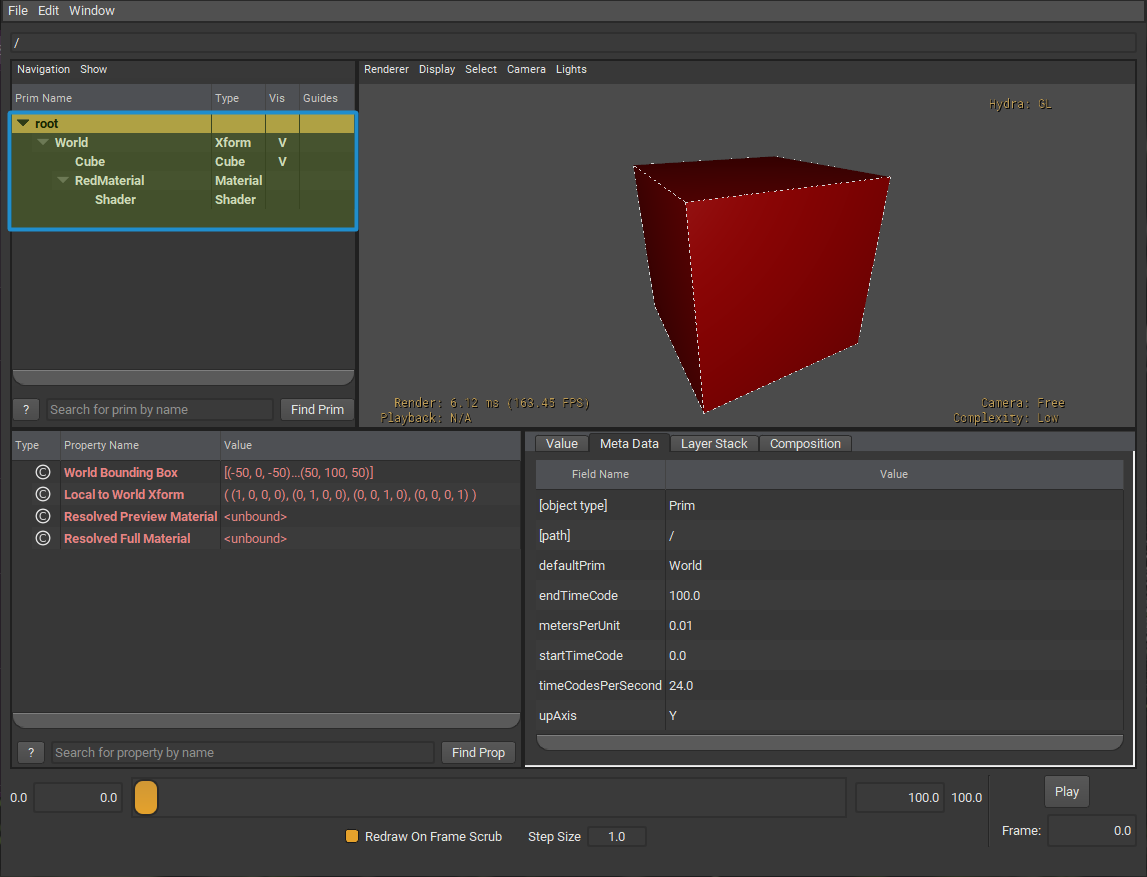 File Edit Window
/
Navigation Show
Prim Name Type Vis Guides
root
World Xform V
Cube Cube V
RedMaterial Material
Shader Shader
? Search for prim by name Find Prim
Renderer Display Select Camera Lights
Hydra: GL
Render: 6.12 ms (163.45 FPS)
Playback: N/A
Camera: Free
Complexity: Low
Type Property Name Value
© World Bounding Box [(-50, 0, -50)...(50, 100, 50)]
© Local to World Xform ( (1, 0, 0, 0), (0, 1, 0, 0), (0, 0, 1, 0), (0, 0, 0, 1) )
© Resolved Preview Material <unbound>
© Resolved Full Material <unbound>
? Search for property by name Find Prop
Value Meta Data Layer Stack Composition
Field Name Value
[object type] Prim
[path] /
defaultPrim World
endTimeCode 100.0
metersPerUnit 0.01
startTimeCode 0.0
timeCodesPerSecond 24.0
upAxis Y
0.0 0.0 100.0 100.0 Play
Redraw On Frame Scrub Step Size 1.0 Frame: 0.0